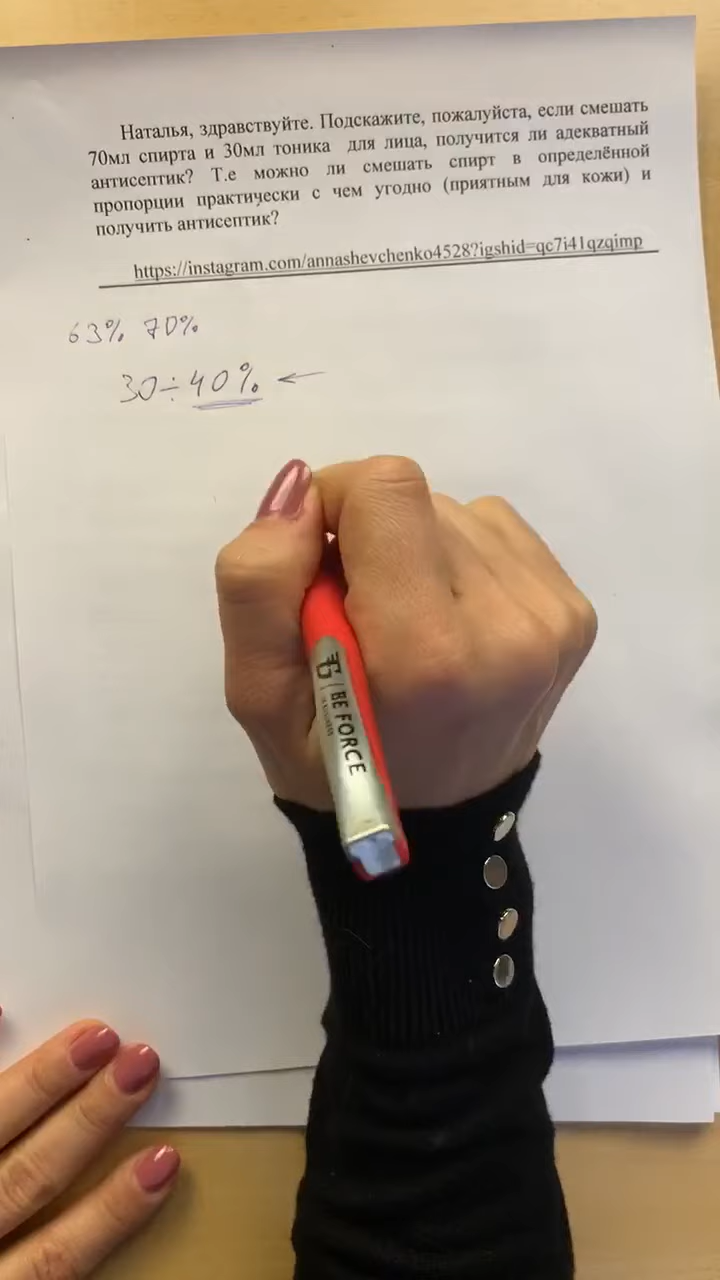 Наталья, здравствуйте. Подскажите, пожалуйста, если смешать
70мл спирта и 30мл тоника для лица, получится ли адекватный
антисептик? Т.е можно ли смешать спирт в определённой
пропорции практически с чем угодно (приятным для кожи) и
получить антисептик?
https://instagram.com/annashevchenko4528?igshid=qc7i41qzqimp
63% 70%
30÷40% ←
BE FORCE